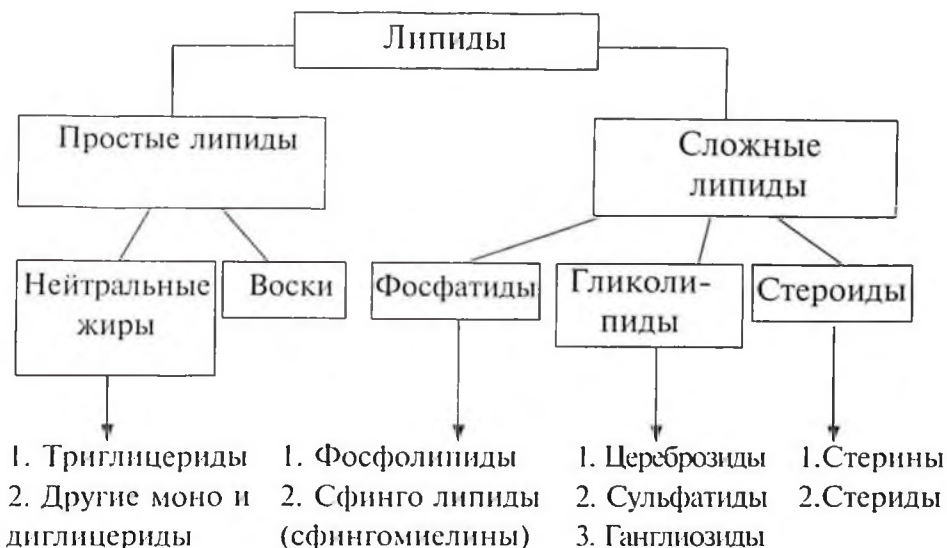 Липиды
Простые липиды
Сложные
липиды
Нейтральные
жиры
Воски
Фосфатиды
Гликоли-
пиды
Стероиды
1. Триглицериды
2. Другие моно и
диглицериды
1. Фосфолипиды
2. Сфинго липиды
(сфингомиелины)
1. Цереброзиды
2. Сульфатиды
3. Ганглиозиды
1.Стерины
2.Стериды